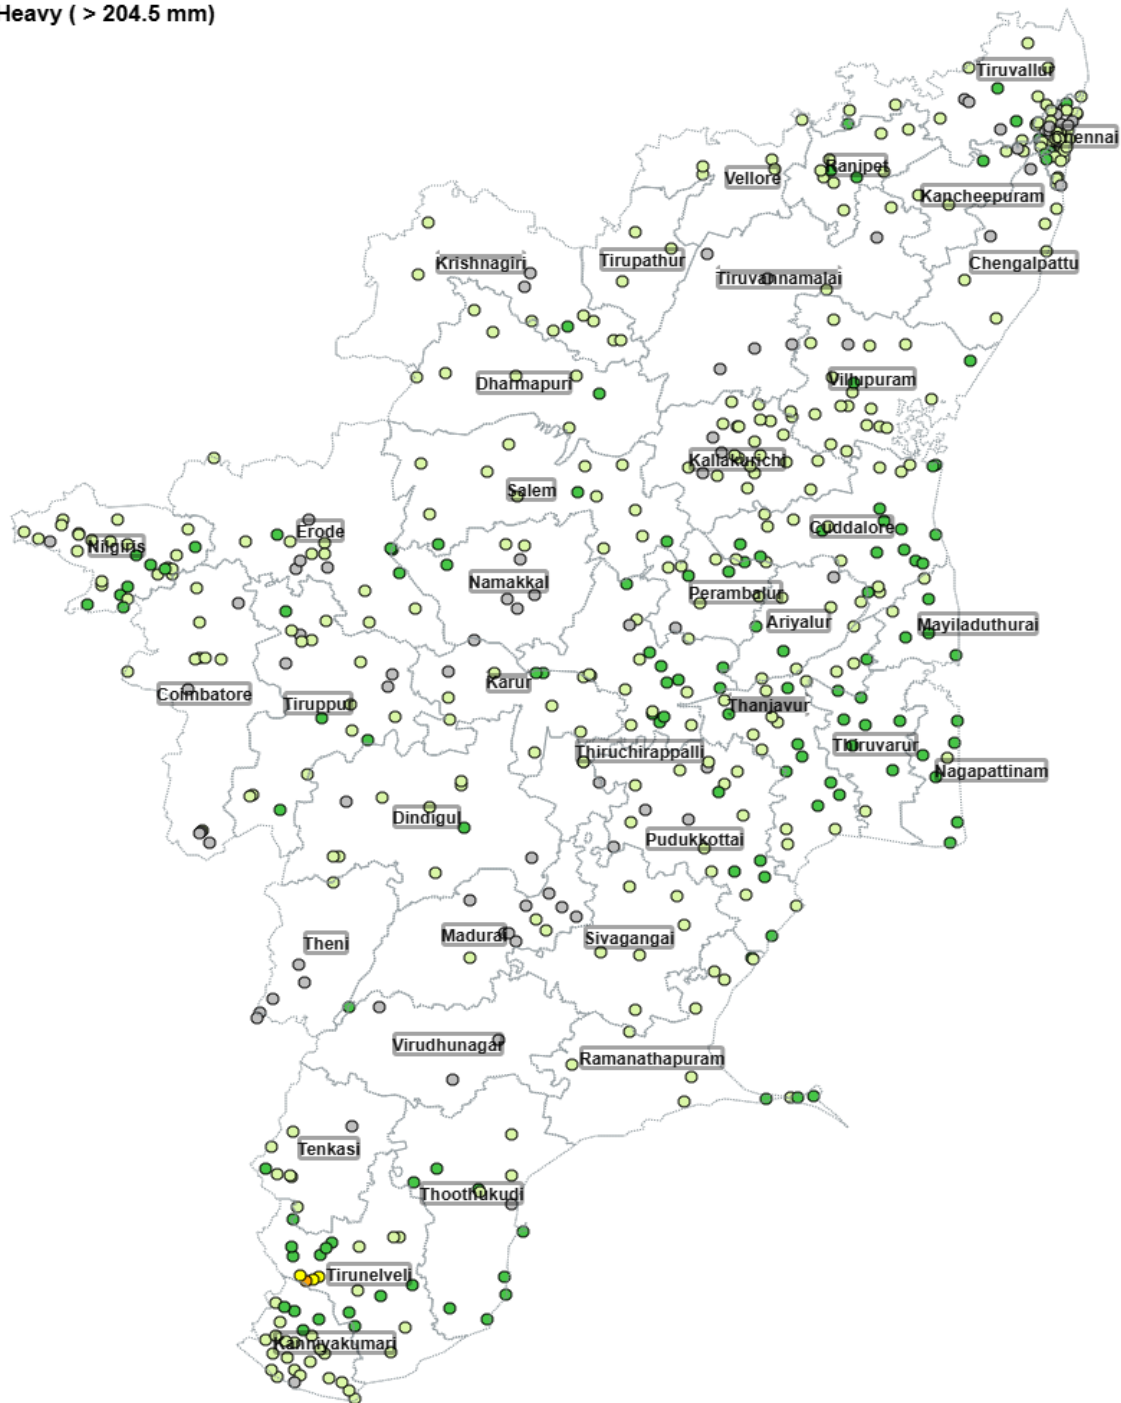 Heavy ( > 204.5 mm)
Tiruvallur
Chennai
Ranipet
Vellore
Kancheepuram
Krishnagiri
Tirupathur
Chengalpattu
Tiruvannamalai
Dharmapuri
Villupuram
Kallakurichi
Salem
Cuddalore
Erode
Nilgiris
Namakkal
Perambalur
Ariyalur
Mayiladuthurai
Coimbatore
Karur
Tiruppur
Thanjavur
Thiruvarur
Thiruchirappalli
Nagapattinam
Dindigul
Pudukkottai
Madurai
Sivagangai
Theni
Virudhunagar
Ramanathapuram
Tenkasi
Thoothukudi
Tirunelveli
Kanniyakumari